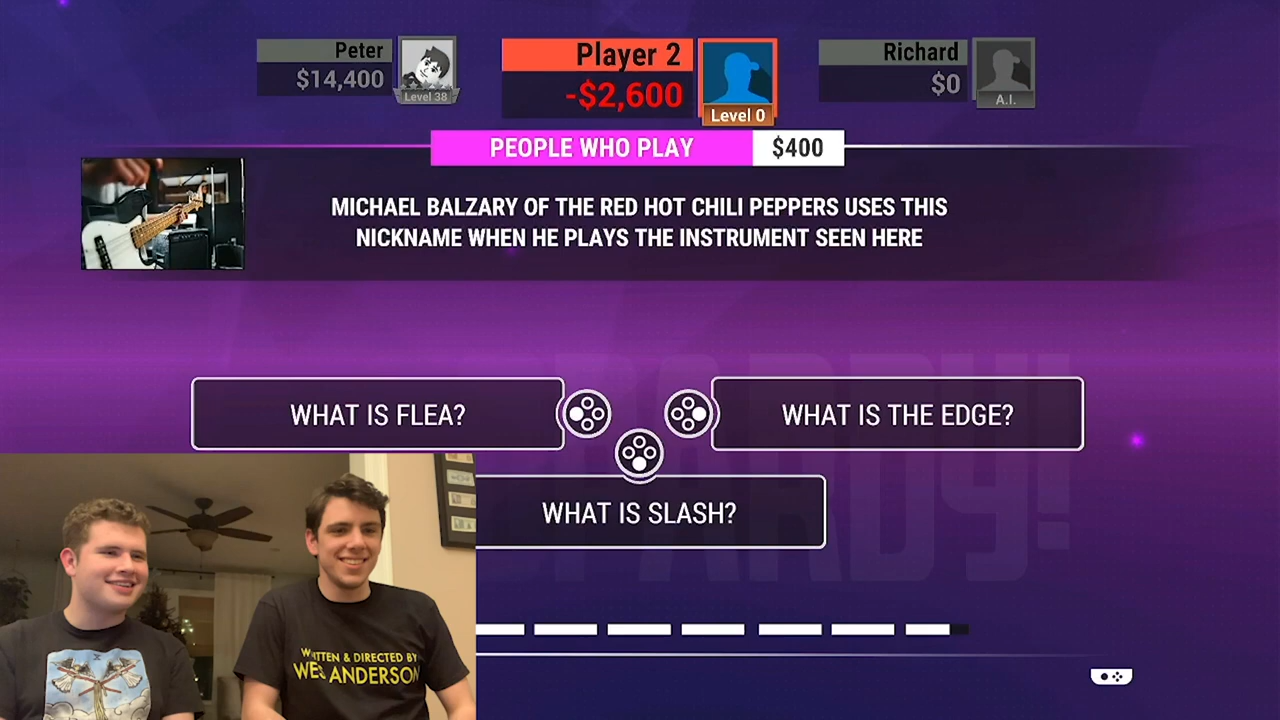 Peter
$14,400
Level 38
Player 2
-$2,600
Level 0
Richard
$0
A.I.
PEOPLE WHO PLAY
$400
MICHAEL BALZARY OF THE RED HOT CHILI PEPPERS USES THIS
NICKNAME WHEN HE PLAYS THE INSTRUMENT SEEN HERE
WHAT IS FLEA?
WHAT IS THE EDGE?
WHAT IS SLASH?
WRITTEN & DIRECTED BY
WES ANDERSON